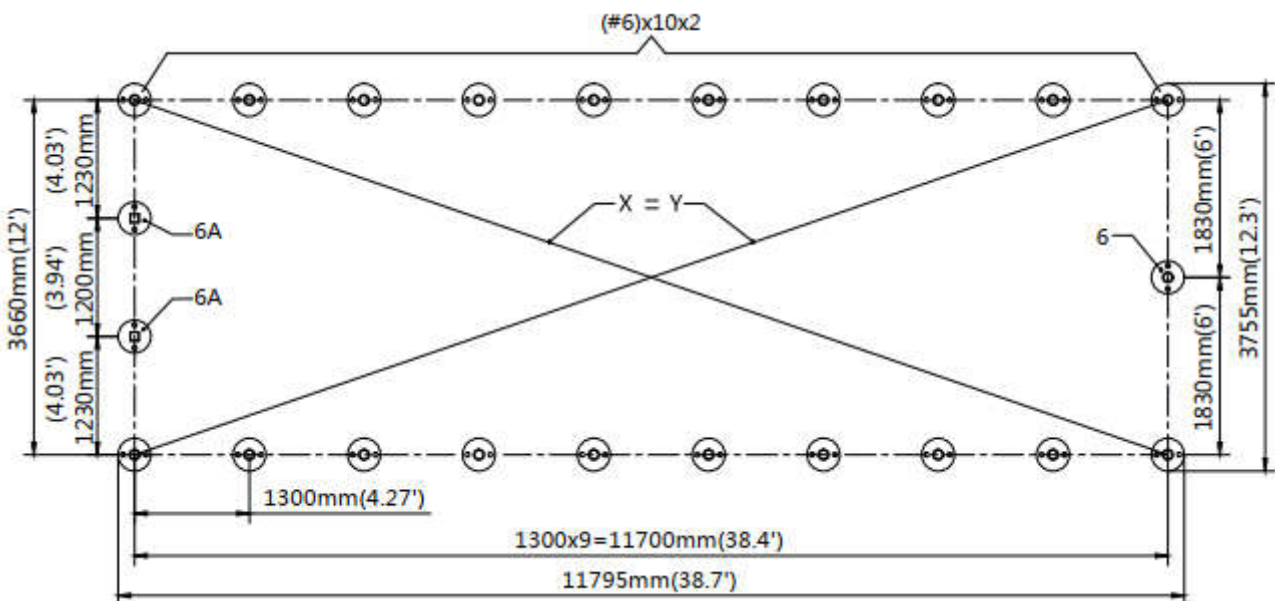 (#6)x10x2
3660mm(12')
(4.03')
1230mm
(3.94')
1200mm
(4.03')
1230mm
6A
6A
X = Y
6
1830mm(6')
1830mm(6')
3755mm(12.3')
1300mm(4.27')
1300x9=11700mm(38.4')
11795mm(38.7')